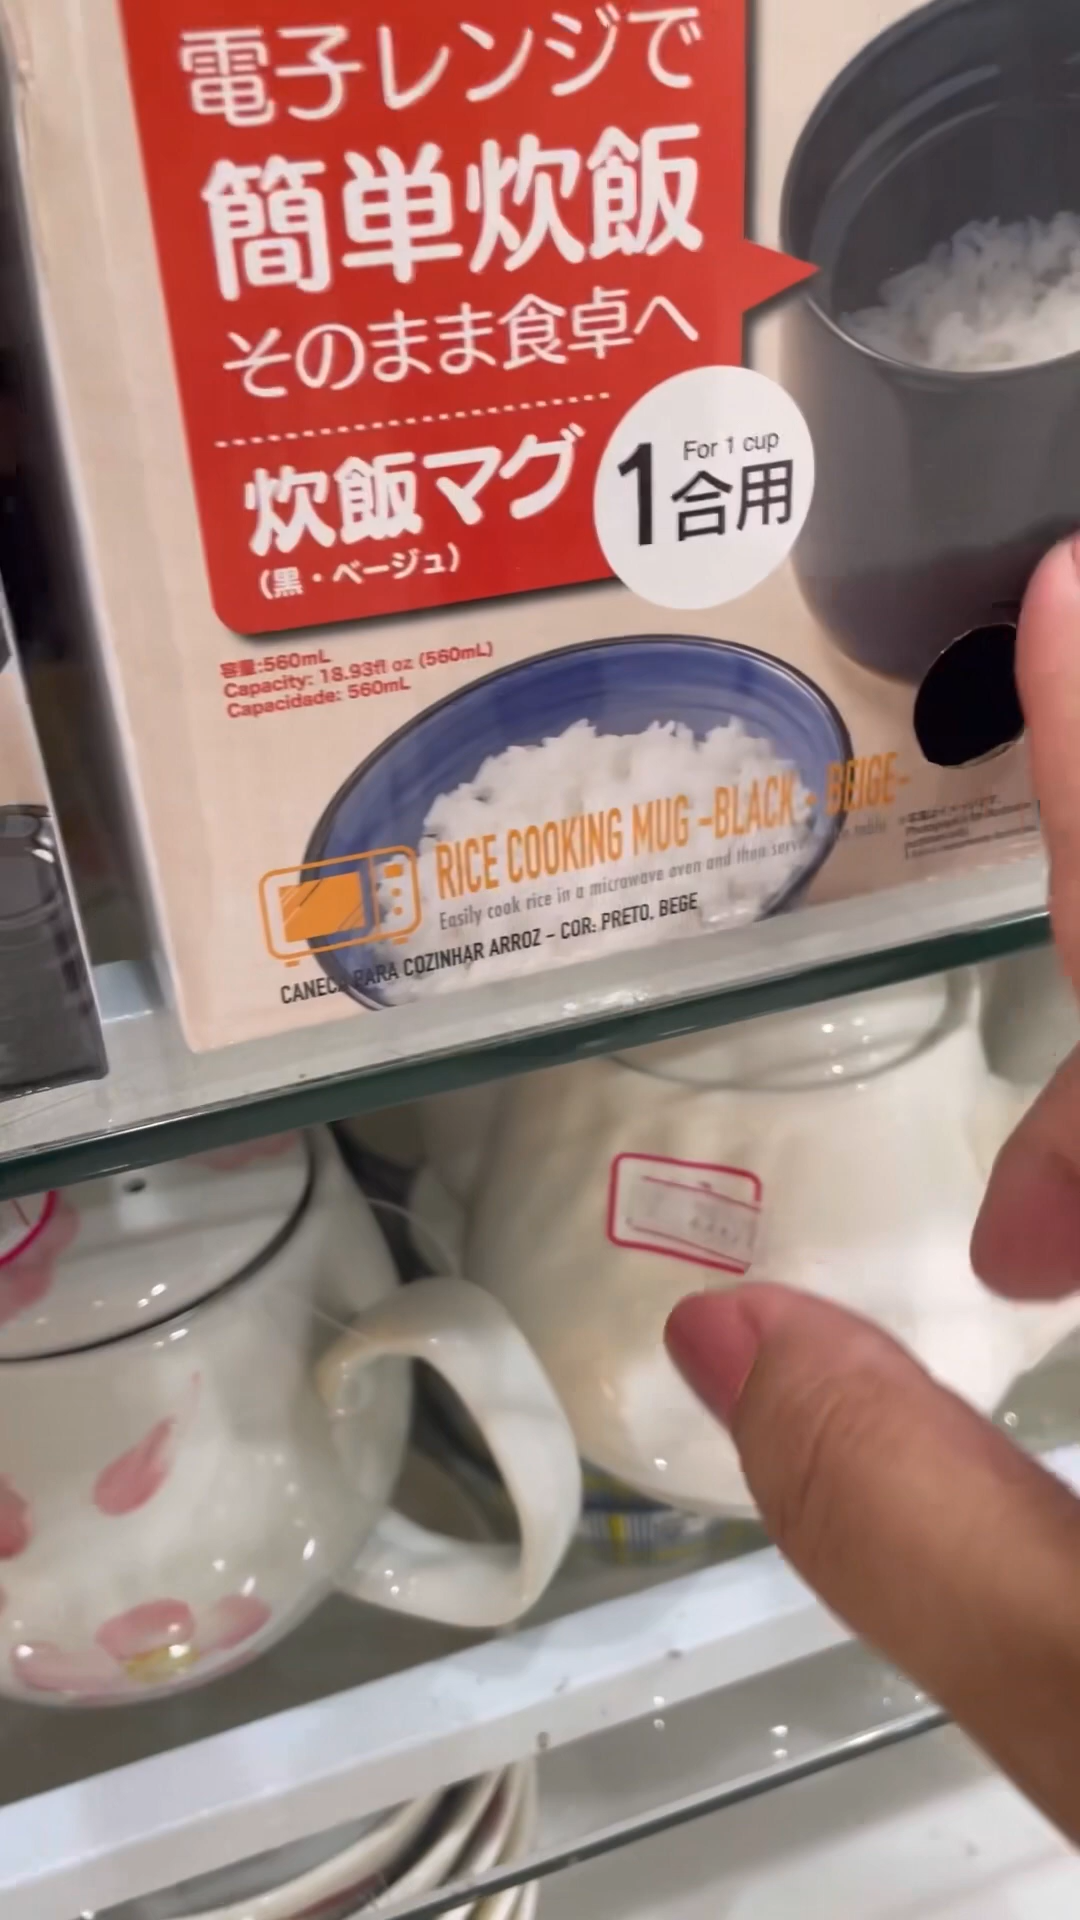 電子レンジで
簡単炊飯
そのまま食卓へ
炊飯マグ
(黒・ベージュ)
For 1 cup
1合用
容量:560mL
Capacity: 18.93fl oz (560mL)
Capacidade: 560mL
RICE COOKING MUG -BLACK・BEIGE-
Easily cook rice in a microwave oven and then serve table
CANECA PARA COZINHAR ARROZ - COR: PRETO, BEGE